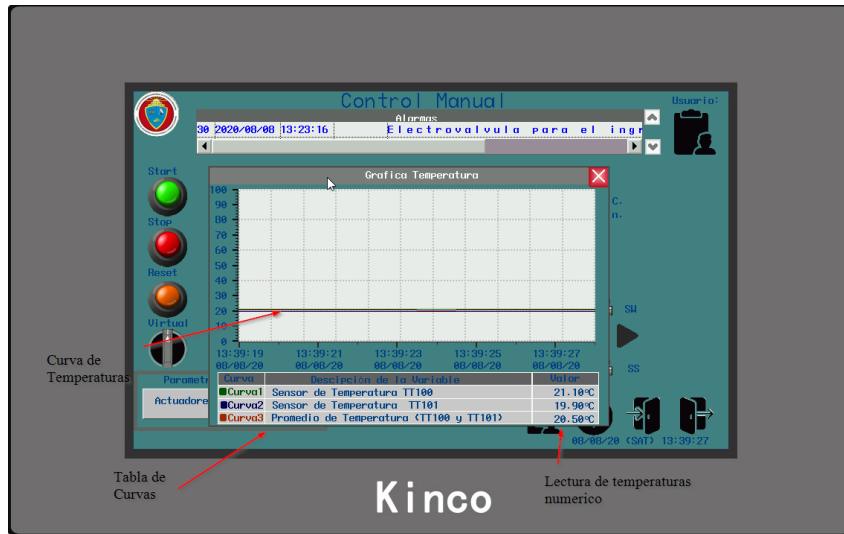 Control Manual
Usuario:
Alarmas
30 2020/08/08 13:23:16 Electrovalvula para el ingr
Start
Grafica Temperatura
100
90
80
70
60
50
40
30
20
10
0
C.
n.
Stop
Reset
Virtual
SW
SS
13:39:19 13:39:21 13:39:23 13:39:25 13:39:27
08/08/20 08/08/20 08/08/20 08/08/20 08/08/20
Curva de
Temperaturas
Parametr
Actuadore
Curva Descipción de la Variable Valor
Curva1 Sensor de Temperatura TT100 21.10ºC
Curva2 Sensor de Temperatura TT101 19.90ºC
Curva3 Promedio de Temperatura (TT100 y TT101) 20.50ºC
08/08/20 (SAT) 13:39:27
Tabla de
Curvas
Kinco
Lectura de temperaturas
numerico